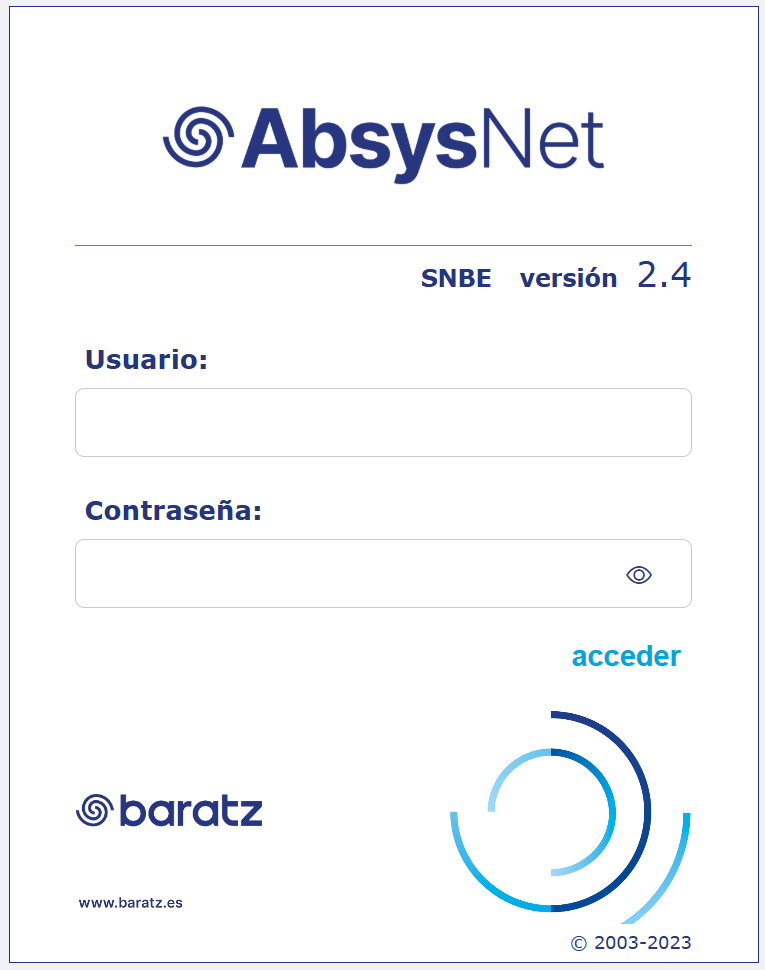 AbsysNet
SNBE versión 2.4
Usuario:
Contraseña:
acceder
baratz
www.baratz.es
© 2003-2023